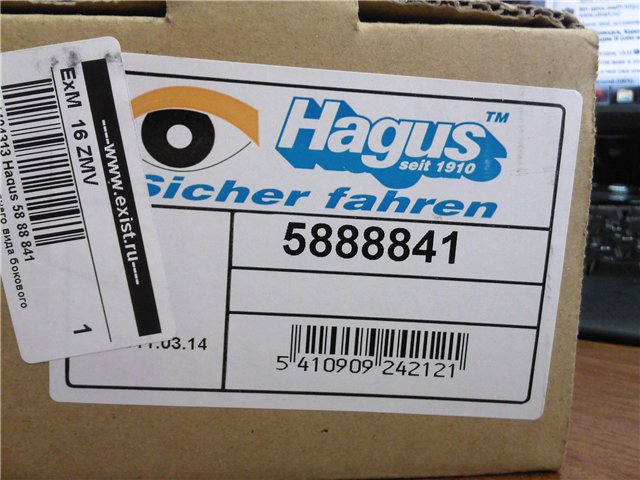 Hagus™
seit 1910
Sicher fahren
5888841
.03.14
5 410909 242121
ExM 16 ZMV
----www.exist.ru----
Hagus 58 88 841
вида бокового
1